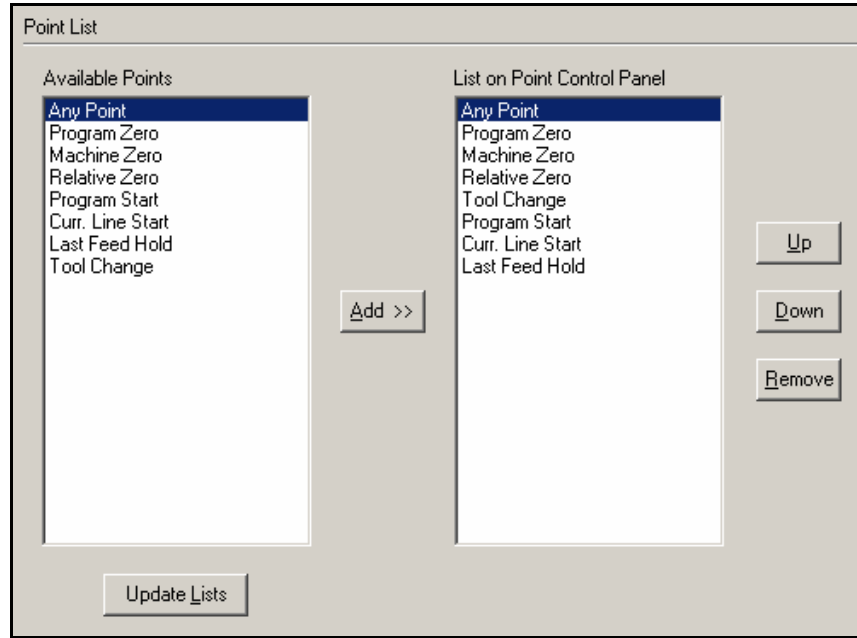 Point List
Available Points
Any Point
Program Zero
Machine Zero
Relative Zero
Program Start
Curr. Line Start
Last Feed Hold
Tool Change
Add >>
List on Point Control Panel
Any Point
Program Zero
Machine Zero
Relative Zero
Tool Change
Program Start
Curr. Line Start
Last Feed Hold
Up
Down
Remove
Update Lists